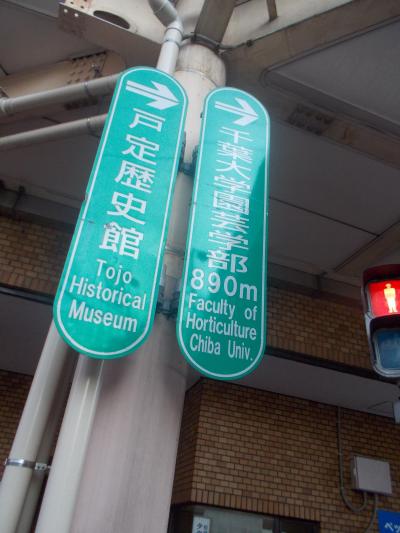 戸定歴史館
Tojo
Historical
Museum
千葉大学園芸学部
890m
Faculty of
Horticulture
Chiba Univ.